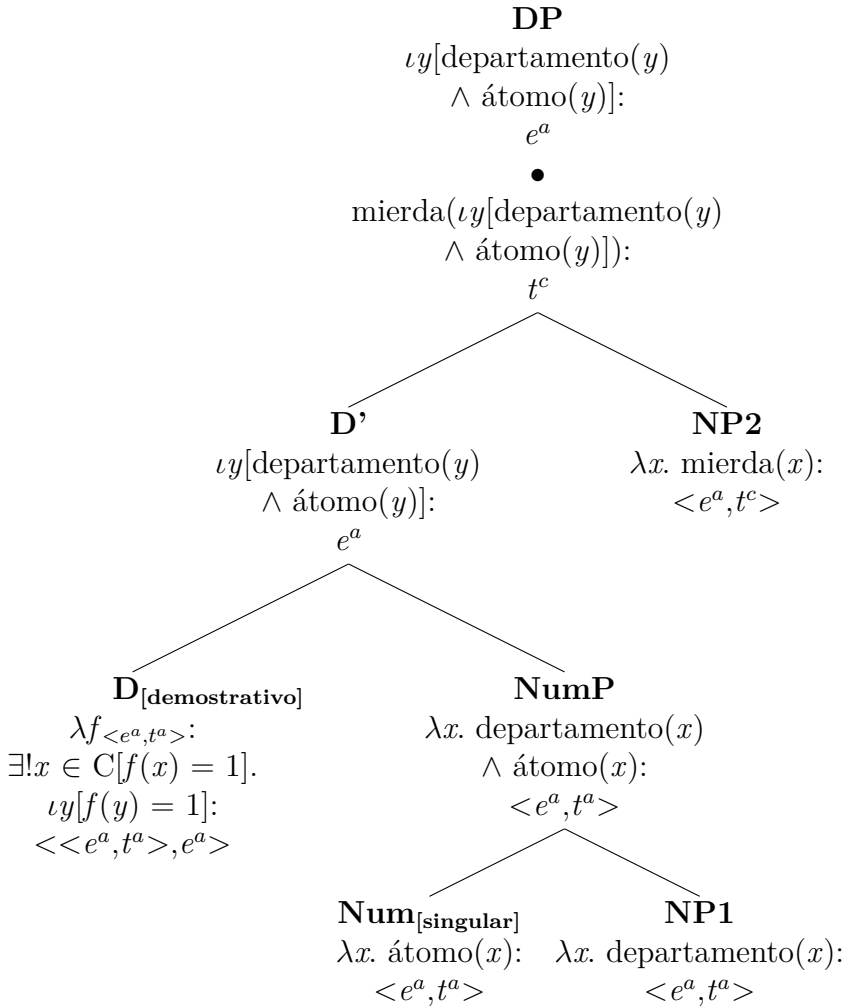 DP
ιy[departamento(y)
∧ átomo(y)]:
e^a
•
mierda(ιy[departamento(y)
∧ átomo(y)]):
t^c
D’
ιy[departamento(y)
∧ átomo(y)]:
e^a
NP2
λx. mierda(x):
<e^a,t^c>
D[demostrativo]
λf<e^a,t^a>:
∃!x ∈ C[f(x) = 1].
ιy[f(y) = 1]:
<<e^a,t^a>,e^a>
NumP
λx. departamento(x)
∧ átomo(x):
<e^a,t^a>
Num[singular]
λx. átomo(x):
<e^a,t^a>
NP1
λx. departamento(x):
<e^a,t^a>